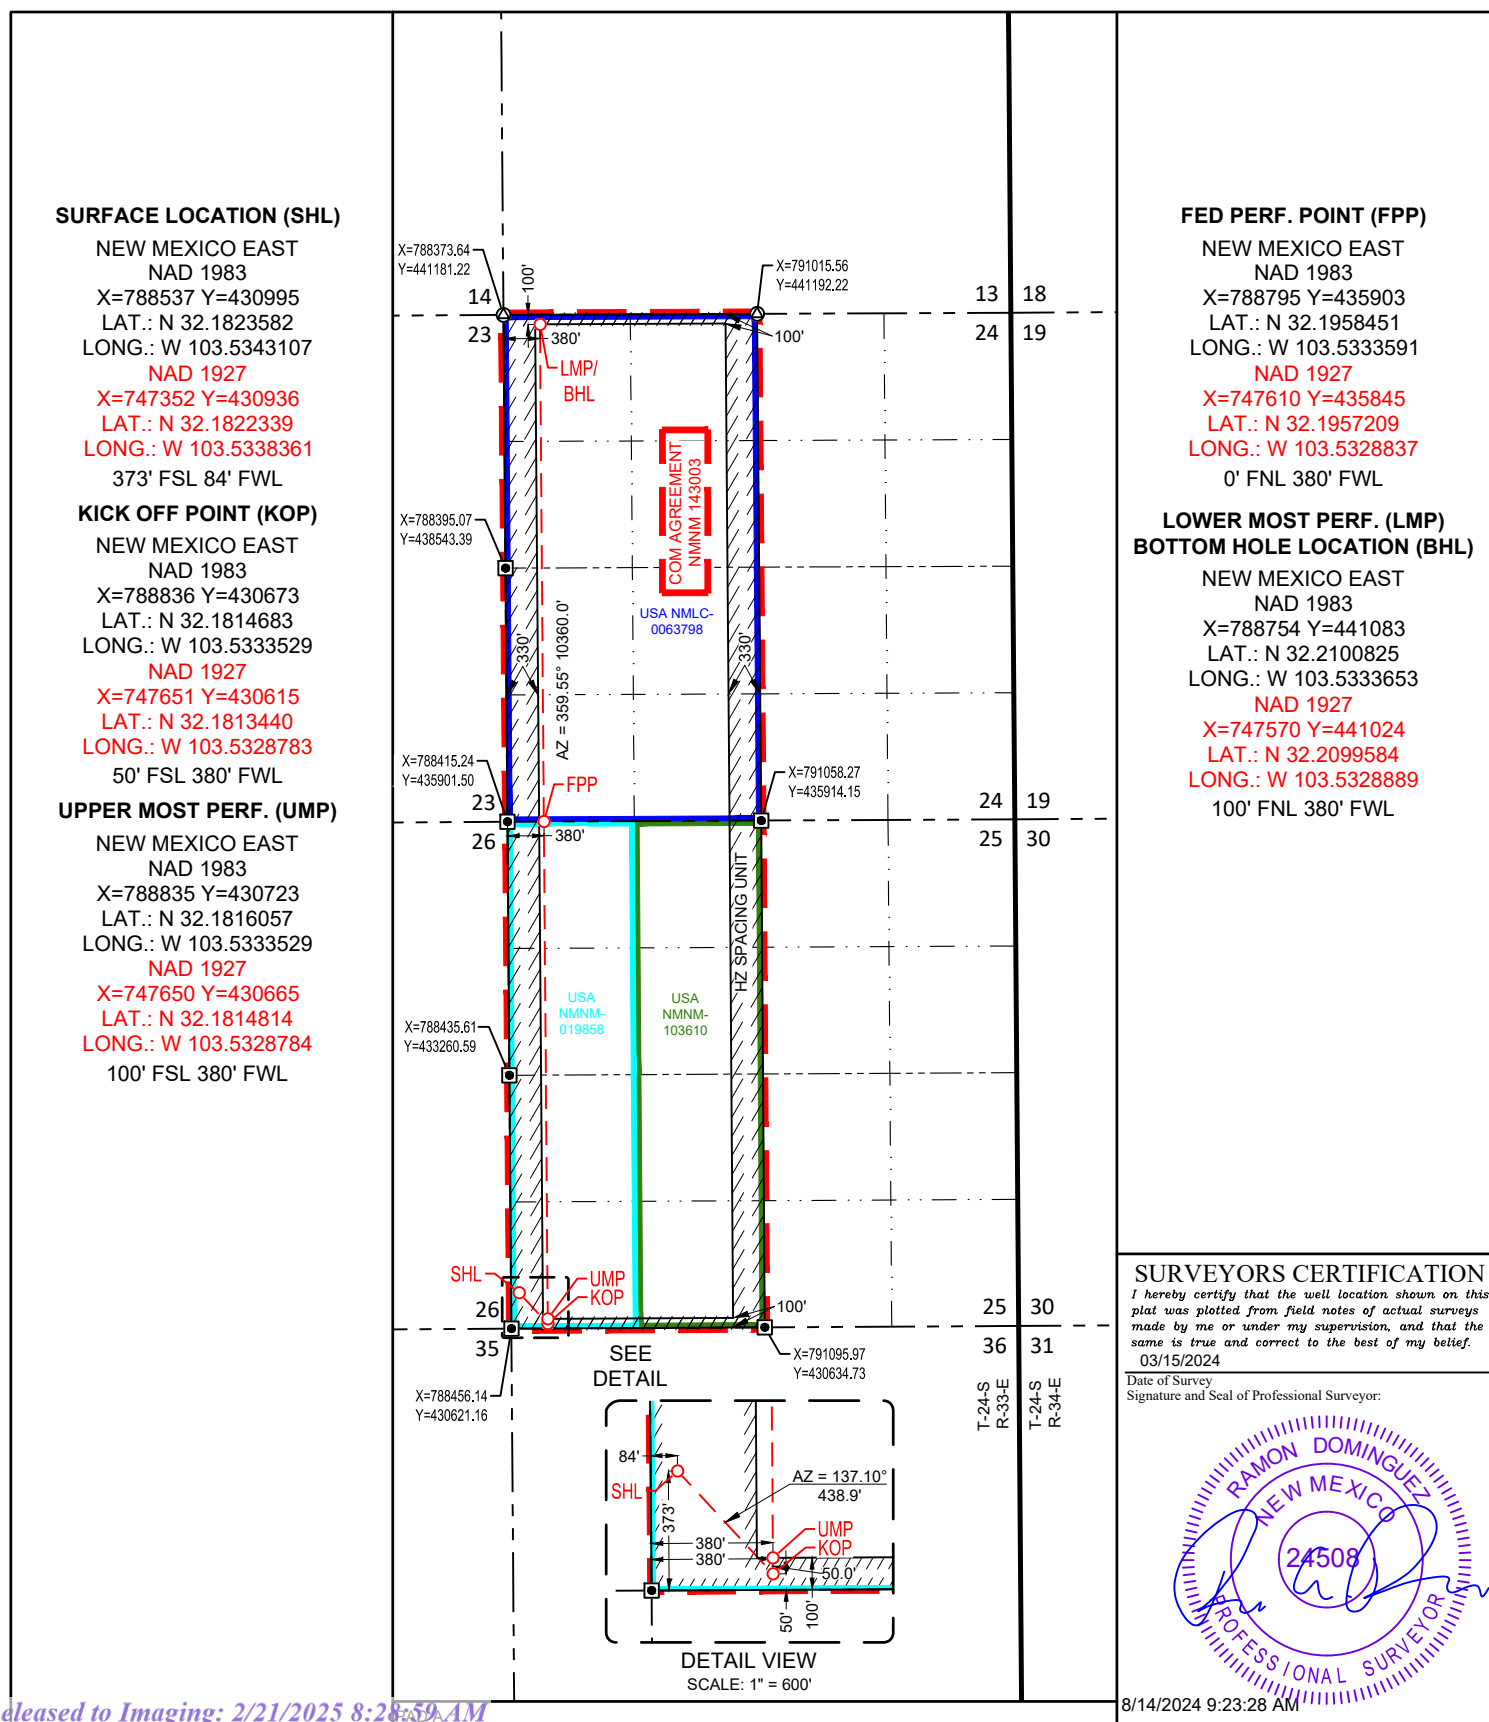 SURFACE LOCATION (SHL)
NEW MEXICO EAST
NAD 1983
X=788537 Y=430995
LAT.: N 32.1823582
LONG.: W 103.5343107
NAD 1927
X=747352 Y=430936
LAT.: N 32.1822339
LONG.: W 103.5338361
373' FSL 84' FWL
KICK OFF POINT (KOP)
NEW MEXICO EAST
NAD 1983
X=788836 Y=430673
LAT.: N 32.1814683
LONG.: W 103.5333529
NAD 1927
X=747651 Y=430615
LAT.: N 32.1813440
LONG.: W 103.5328783
50' FSL 380' FWL
UPPER MOST PERF. (UMP)
NEW MEXICO EAST
NAD 1983
X=788835 Y=430723
LAT.: N 32.1816057
LONG.: W 103.5333529
NAD 1927
X=747650 Y=430665
LAT.: N 32.1814814
LONG.: W 103.5328784
100' FSL 380' FWL
X=788373.64
Y=441181.22
X=791015.56
Y=441192.22
14
23
13 18
24 19
100'
380'
100'
LMP/
BHL
COM AGREEMENT
NMNM 143003
X=788395.07
Y=438543.39
USA NMLC-
0063798
330'
330'
AZ = 359.55° 10360.0'
X=788415.24
Y=435901.50
X=791058.27
Y=435914.15
FPP
23
26
24 19
25 30
380'
HZ SPACING UNIT
USA
NMNM-
019858
USA
NMNM-
103610
X=788435.61
Y=433260.59
SHL
UMP
KOP
100'
26
35
25 30
36 31
X=788456.14
Y=430621.16
X=791095.97
Y=430634.73
SEE
DETAIL
T-24-S
R-33-E
T-24-S
R-34-E
84'
SHL
373'
AZ = 137.10°
438.9'
380'
380'
UMP
KOP
50.0'
50'
100'
DETAIL VIEW
SCALE: 1" = 600'
FED PERF. POINT (FPP)
NEW MEXICO EAST
NAD 1983
X=788795 Y=435903
LAT.: N 32.1958451
LONG.: W 103.5333591
NAD 1927
X=747610 Y=435845
LAT.: N 32.1957209
LONG.: W 103.5328837
0' FNL 380' FWL
LOWER MOST PERF. (LMP)
BOTTOM HOLE LOCATION (BHL)
NEW MEXICO EAST
NAD 1983
X=788754 Y=441083
LAT.: N 32.2100825
LONG.: W 103.5333653
NAD 1927
X=747570 Y=441024
LAT.: N 32.2099584
LONG.: W 103.5328889
100' FNL 380' FWL
SURVEYORS CERTIFICATION
I hereby certify that the well location shown on this
plat was plotted from field notes of actual surveys
made by me or under my supervision, and that the
same is true and correct to the best of my belief.
03/15/2024
Date of Survey
Signature and Seal of Professional Surveyor:
RAMON DOMINGUEZ
NEW MEXICO
24508
PROFESSIONAL SURVEYOR
8/14/2024 9:23:28 AM
eleased to Imaging: 2/21/2025 8:28:59 AM